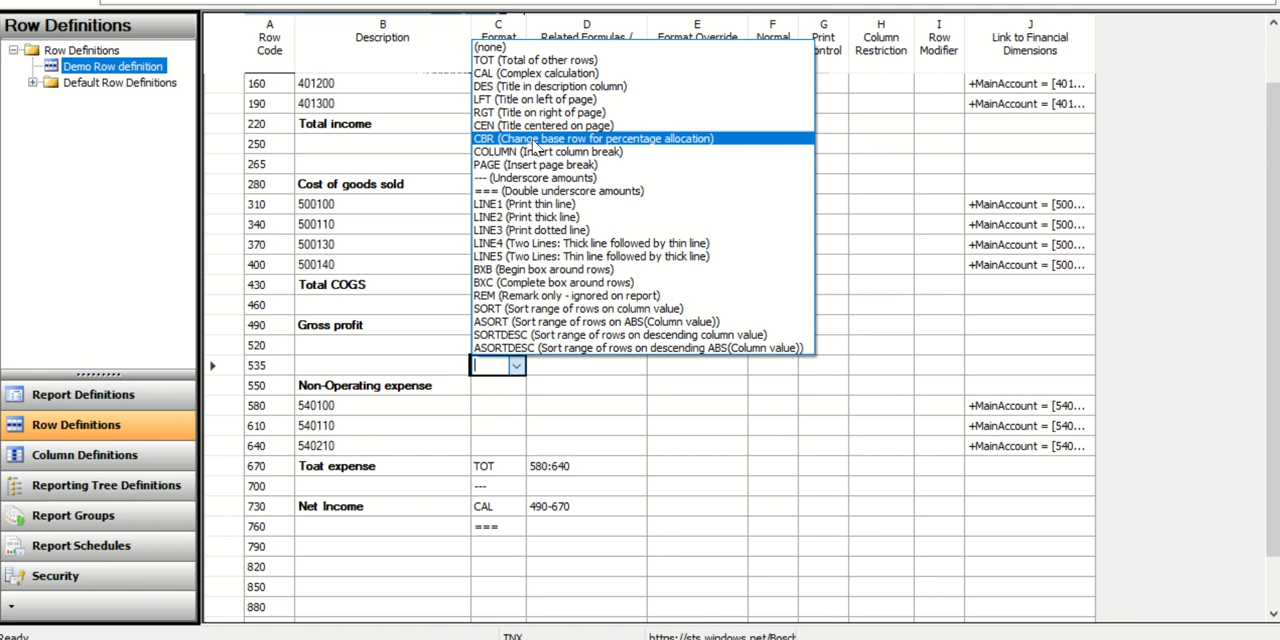 Row Definitions
Row Definitions
Demo Row definition
Default Row Definitions
Report Definitions
Row Definitions
Column Definitions
Reporting Tree Definitions
Report Groups
Report Schedules
Security
A B C D E F G H I J
Row Code Description Format Related Formulas / Format Override Normal Print Control Column Restriction Row Modifier Link to Financial Dimensions
(none)
TOT (Total of other rows)
CAL (Complex calculation)
DES (Title in description column)
LFT (Title on left of page)
RGT (Title on right of page)
CEN (Title centered on page)
CBR (Change base row for percentage allocation)
COLUMN (Insert column break)
PAGE (Insert page break)
--- (Underscore amounts)
=== (Double underscore amounts)
LINE1 (Print thin line)
LINE2 (Print thick line)
LINE3 (Print dotted line)
LINE4 (Two Lines: Thick line followed by thin line)
LINE5 (Two Lines: Thin line followed by thick line)
BXB (Begin box around rows)
BXC (Complete box around rows)
REM (Remark only - ignored on report)
SORT (Sort range of rows on column value)
ASORT (Sort range of rows on ABS(Column value))
SORTDESC (Sort range of rows on descending column value)
ASORTDESC (Sort range of rows on descending ABS(Column value))
160 401200 +MainAccount = [401...
190 401300 +MainAccount = [401...
220 Total income
250
265
280 Cost of goods sold
310 500100 +MainAccount = [500...
340 500110 +MainAccount = [500...
370 500130 +MainAccount = [500...
400 500140 +MainAccount = [500...
430 Total COGS
460
490 Gross profit
520
535
550 Non-Operating expense
580 540100 +MainAccount = [540...
610 540110 +MainAccount = [540...
640 540210 +MainAccount = [540...
670 Toat expense TOT 580:640
700 ---
730 Net Income CAL 490-670
760 ===
790
820
850
880
TNX https://sts.windows.net/Bosch